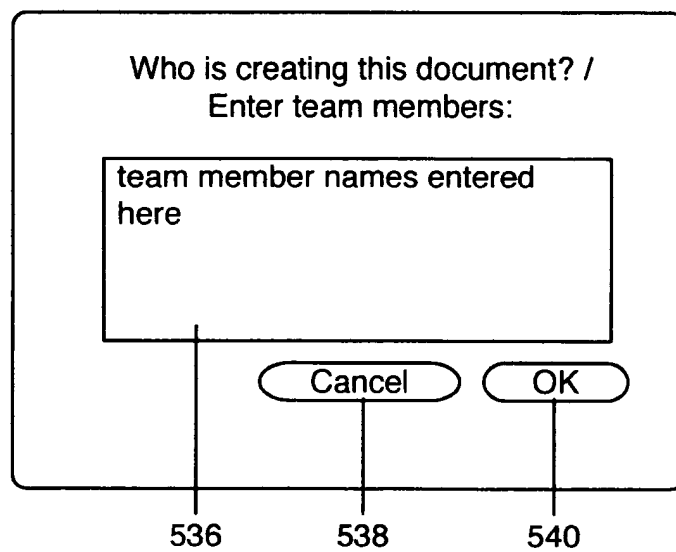 Who is creating this document? /
Enter team members:
team member names entered
here
Cancel
OK
536
538
540